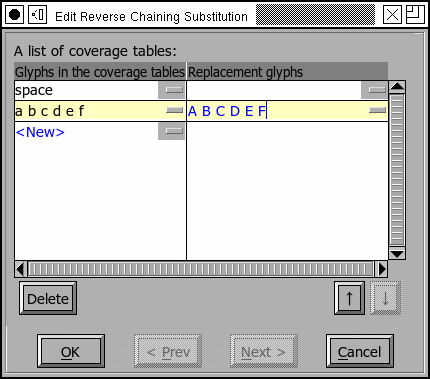 Edit Reverse Chaining Substitution
A list of coverage tables:
Glyphs in the coverage tables Replacement glyphs
space
a b c d e f A B C D E F
<New>
Delete ↑ ↓
OK < Prev Next > Cancel